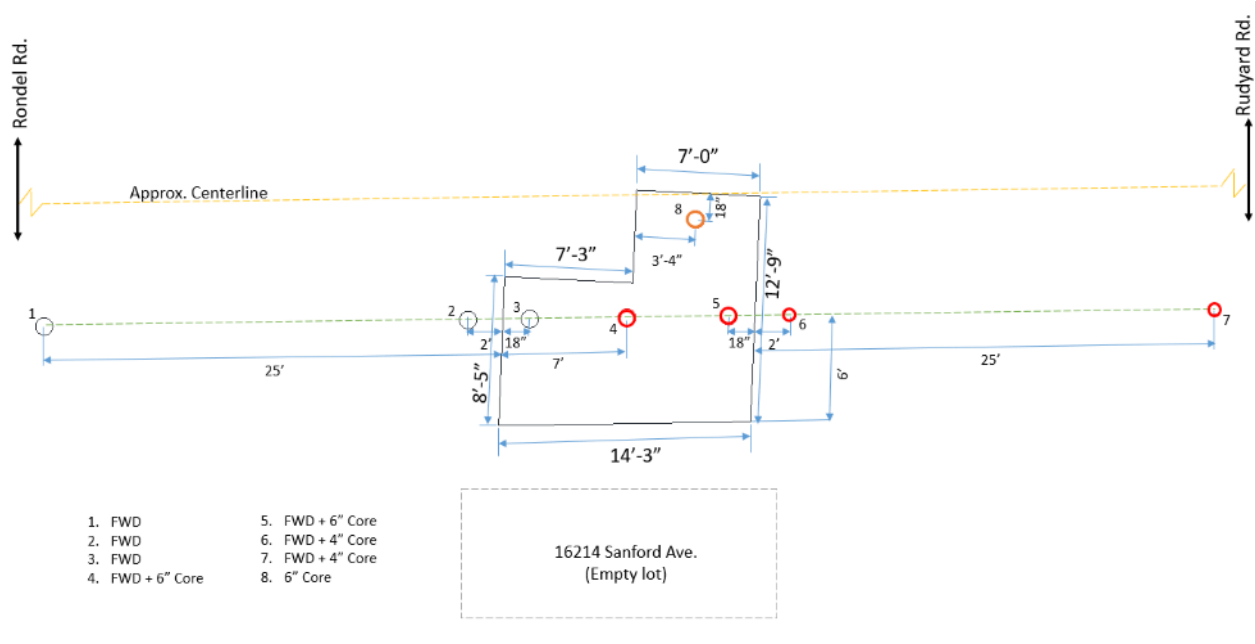 Rondel Rd.
Rudyard Rd.
7’-0”
Approx. Centerline
8
18”
7’-3”
3’-4”
12’-9”
1
2
3
4
5
6
7
2’
18”
7’
18”
2’
25’
25’
6’
8’-5”
14’-3”
1. FWD
2. FWD
3. FWD
4. FWD + 6” Core
5. FWD + 6” Core
6. FWD + 4” Core
7. FWD + 4” Core
8. 6” Core
16214 Sanford Ave.
(Empty lot)